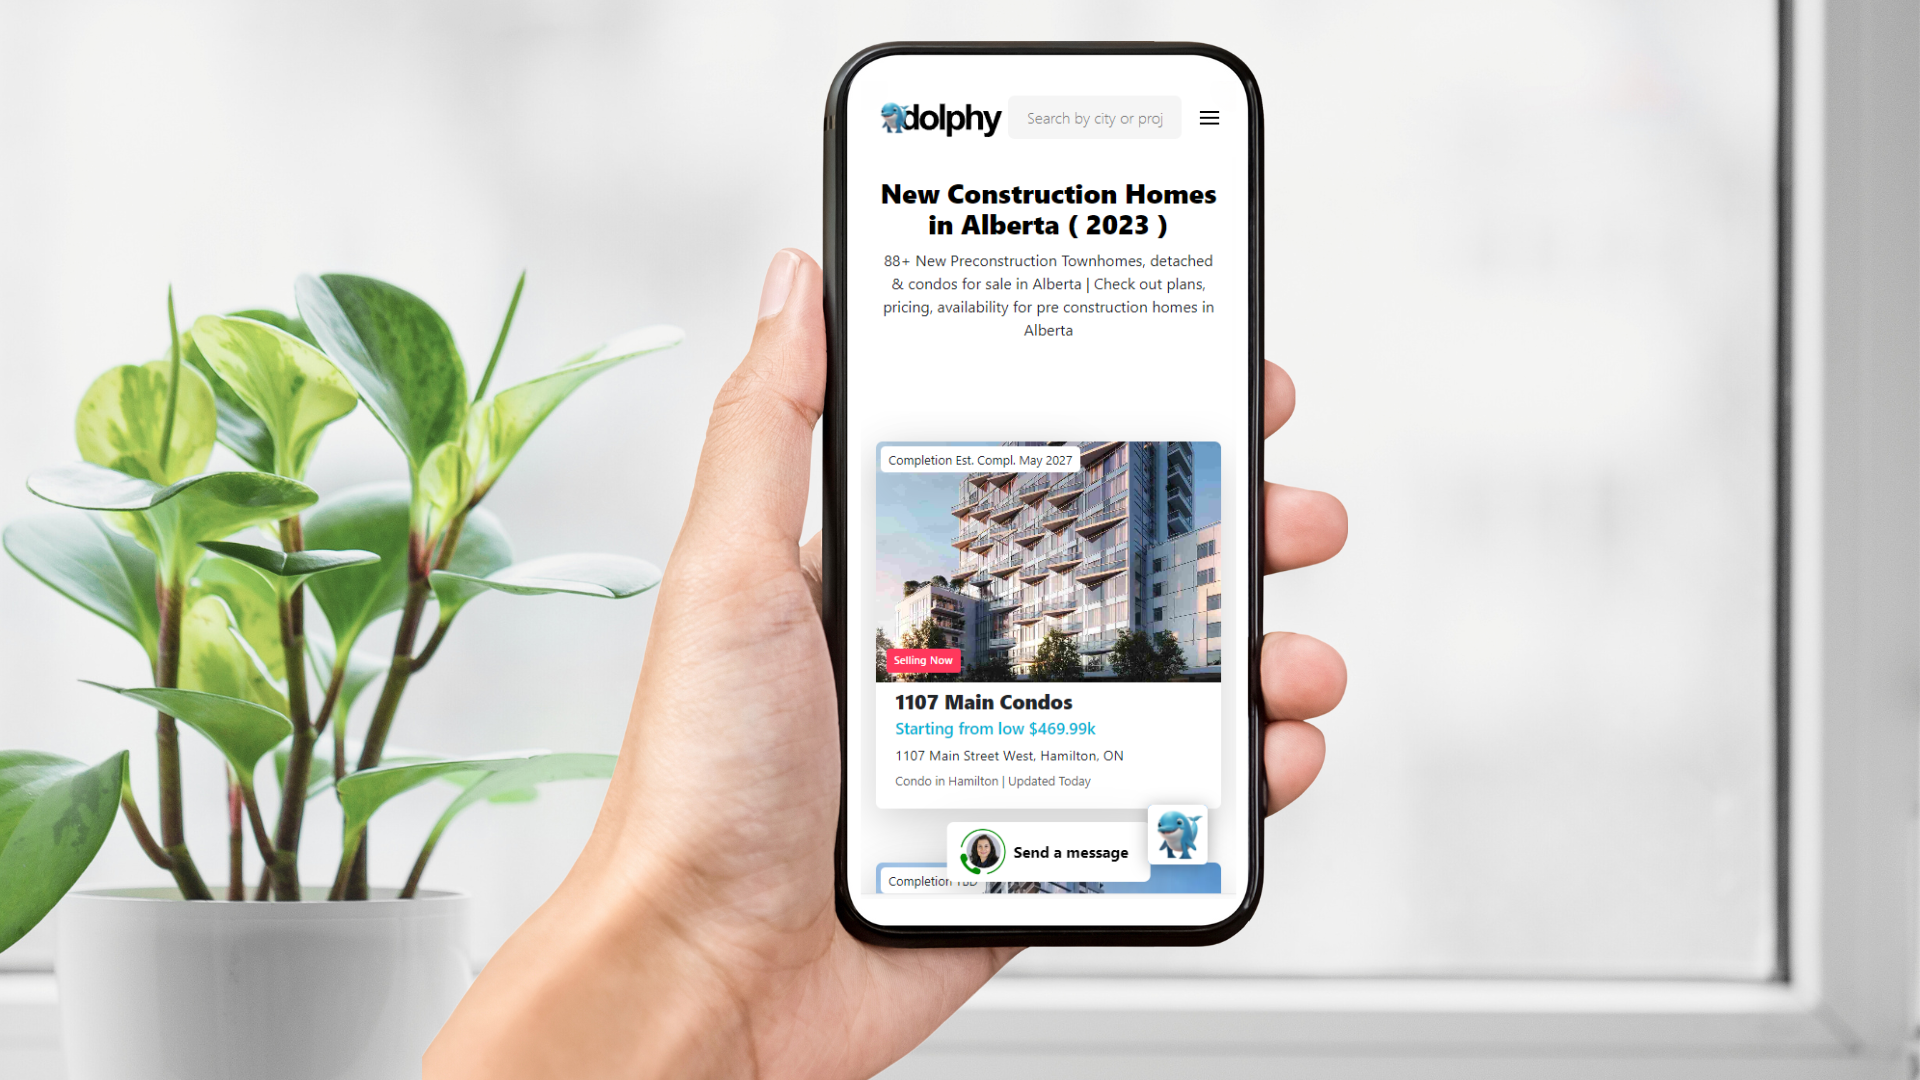 dolphy
Search by city or proj
New Construction Homes
in Alberta ( 2023 )
88+ New Preconstruction Townhomes, detached
& condos for sale in Alberta | Check out plans,
pricing, availability for pre construction homes in
Alberta
Completion Est. Compl. May 2027
Selling Now
1107 Main Condos
Starting from low $469.99k
1107 Main Street West, Hamilton, ON
Condo in Hamilton | Updated Today
Send a message
Completion TBD